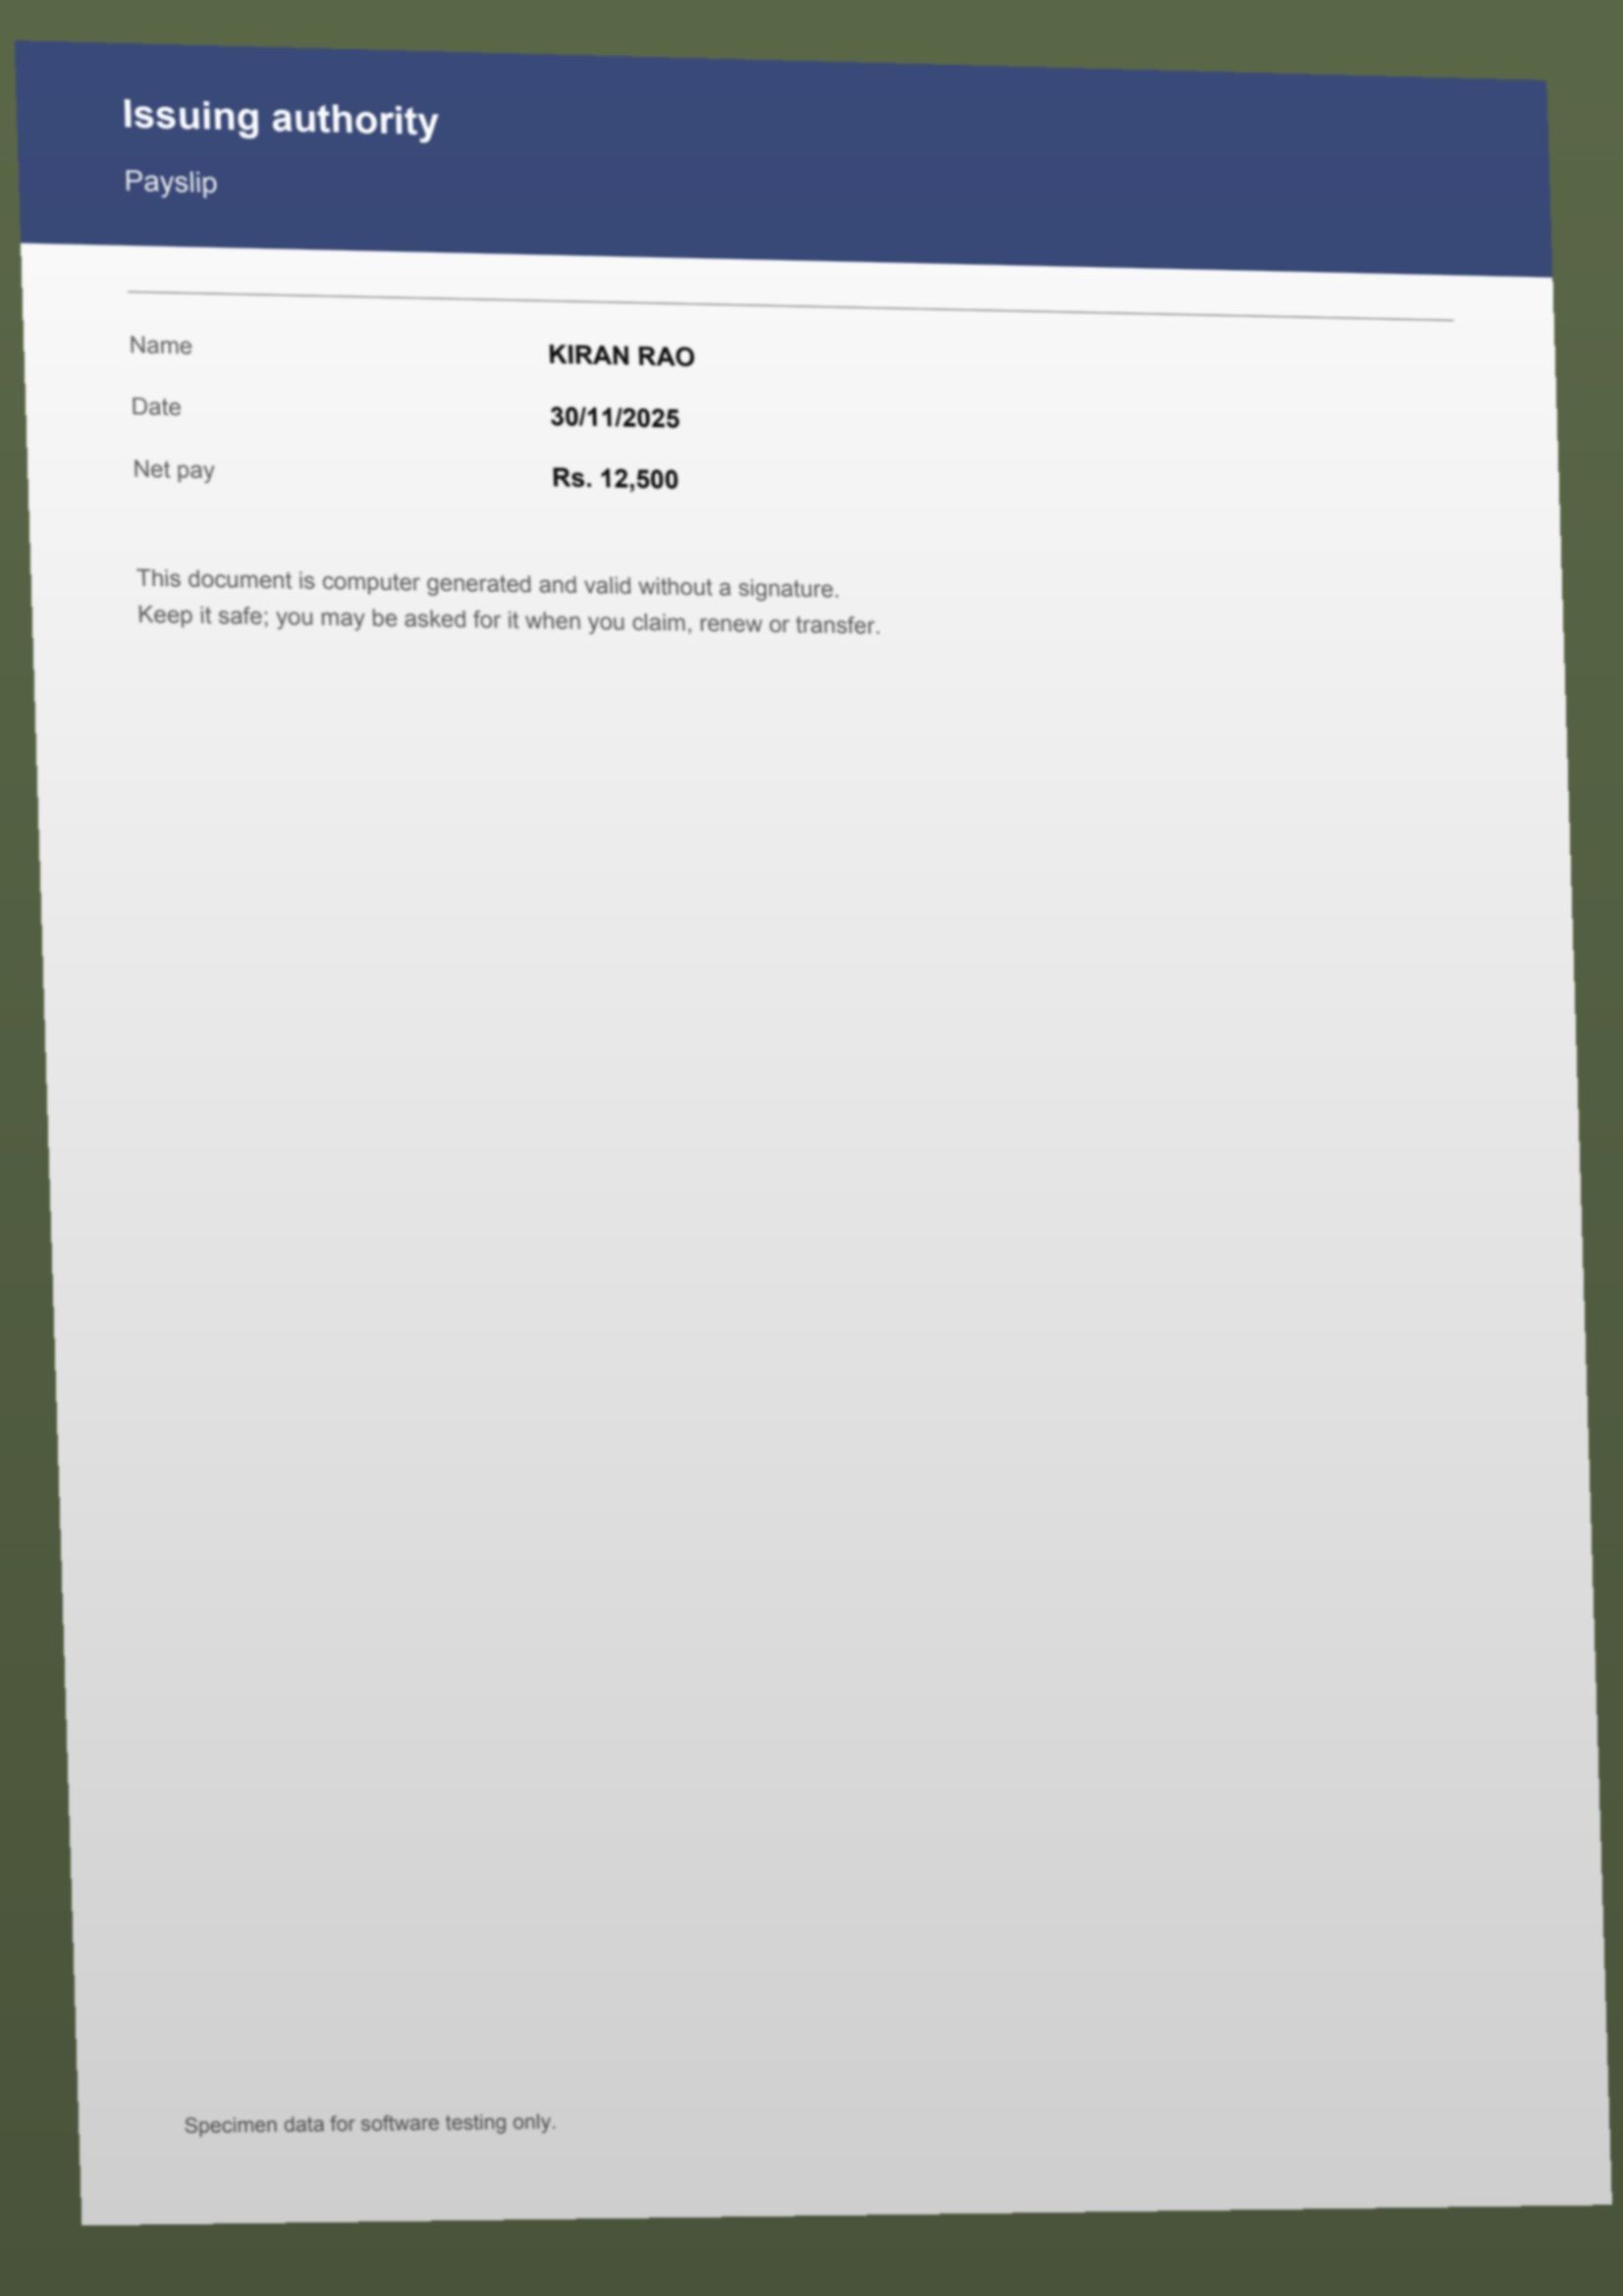 Issuing authority
Payslip
Name KIRAN RAO
Date 30/11/2025
Net pay Rs. 12,500
This document is computer generated and valid without a signature.
Keep it safe; you may be asked for it when you claim, renew or transfer.
Specimen data for software testing only.